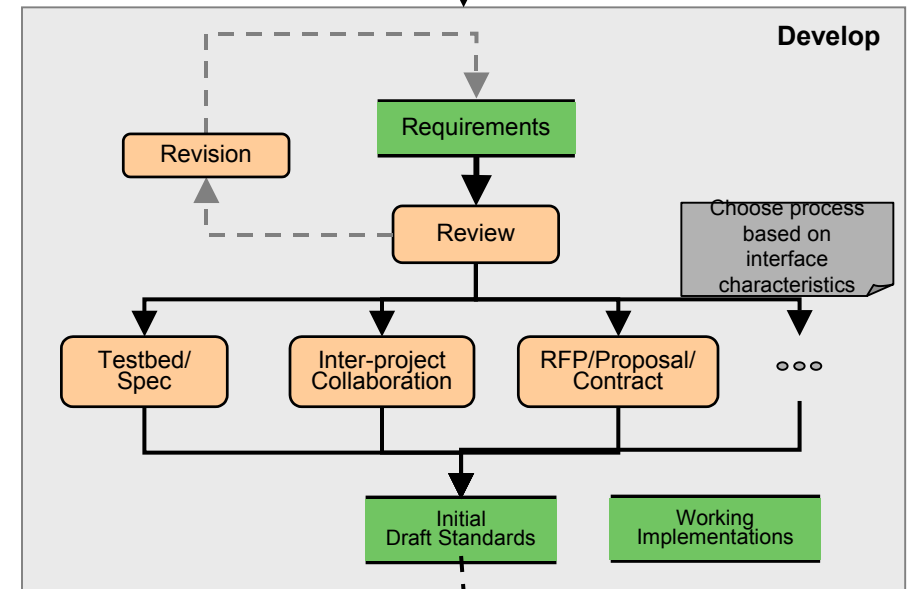 Develop
Requirements
Revision
Review
Choose process
based on
interface
characteristics
Testbed/
Spec
Inter-project
Collaboration
RFP/Proposal/
Contract
Initial
Draft Standards
Working
Implementations